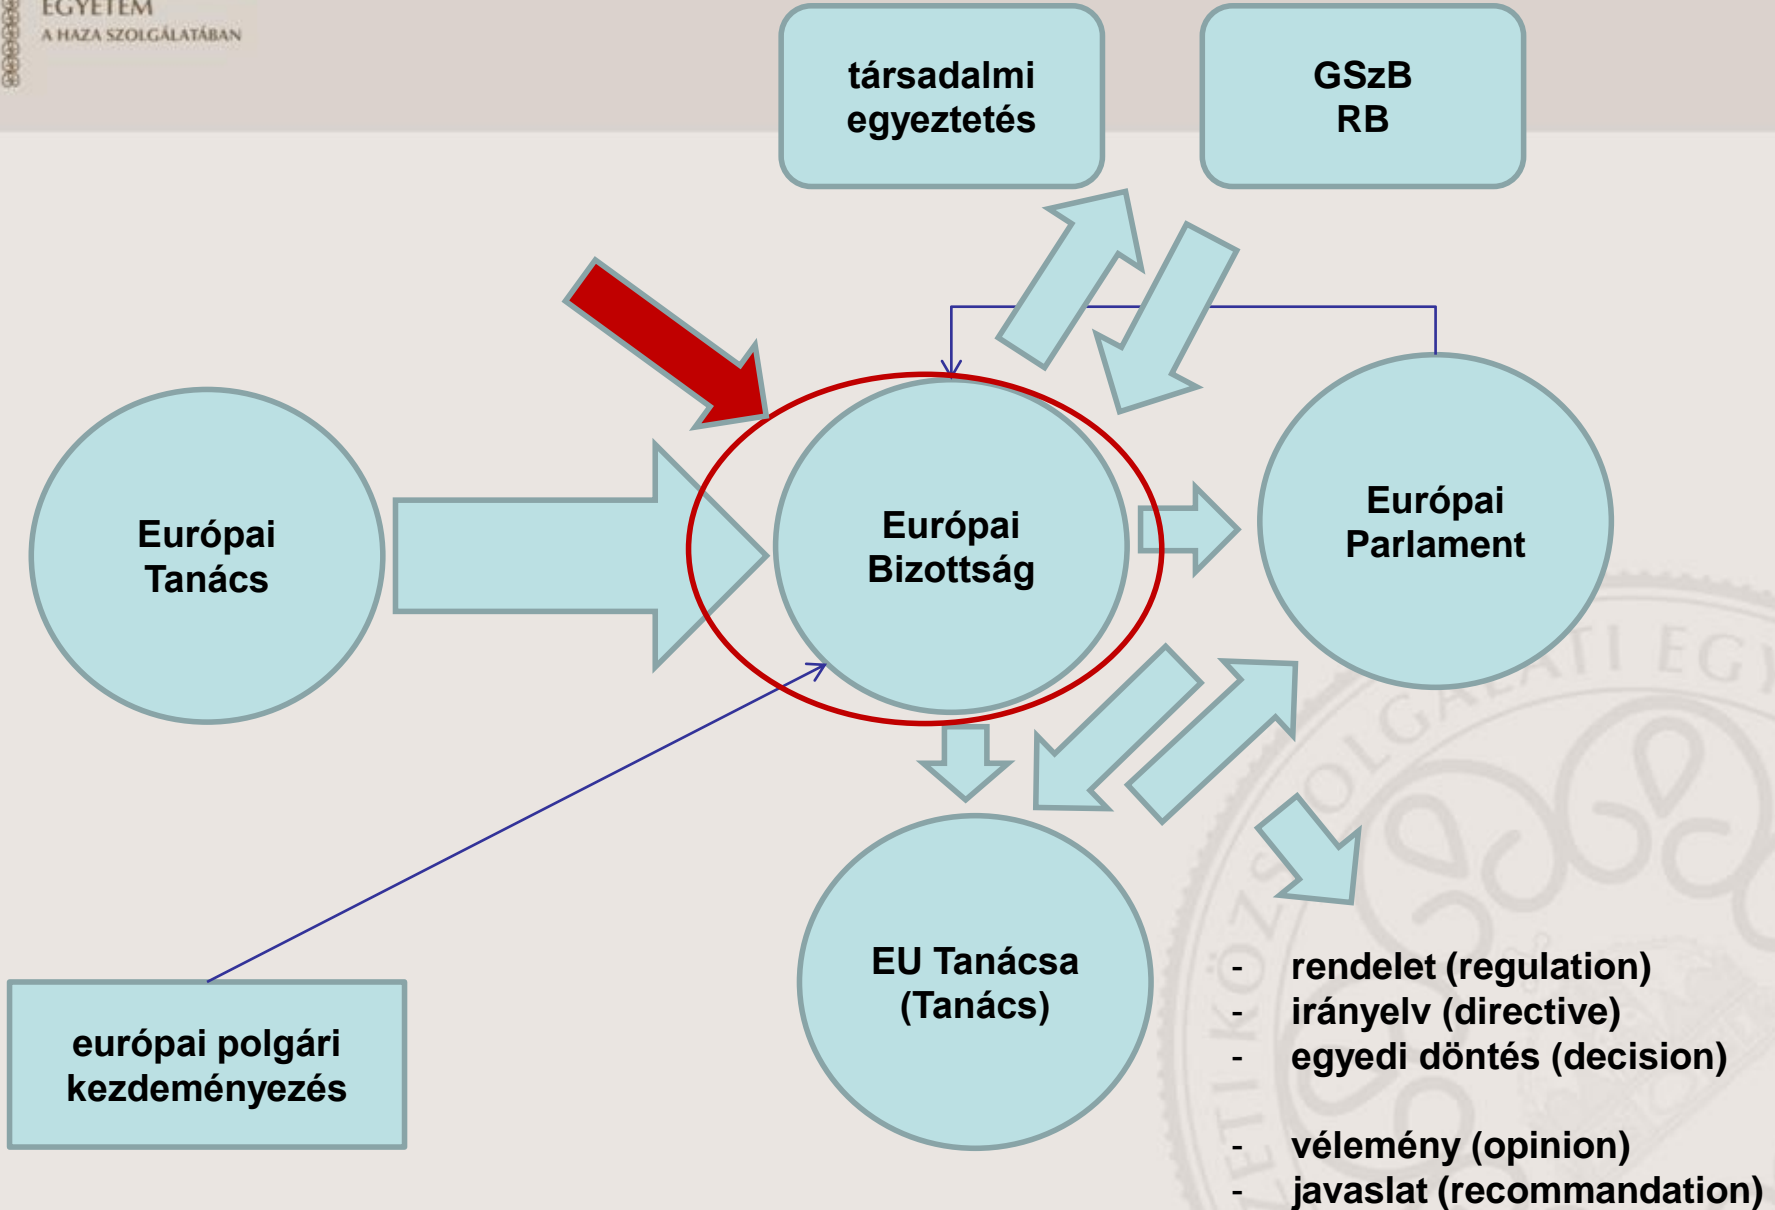 EGYETEM
A HAZA SZOLGÁLATÁBAN
társadalmi
egyeztetés
GSzB
RB
Európai
Tanács
Európai
Bizottság
Európai
Parlament
EU Tanácsa
(Tanács)
európai polgári
kezdeményezés
- rendelet (regulation)
- irányelv (directive)
- egyedi döntés (decision)
- vélemény (opinion)
- javaslat (recommandation)